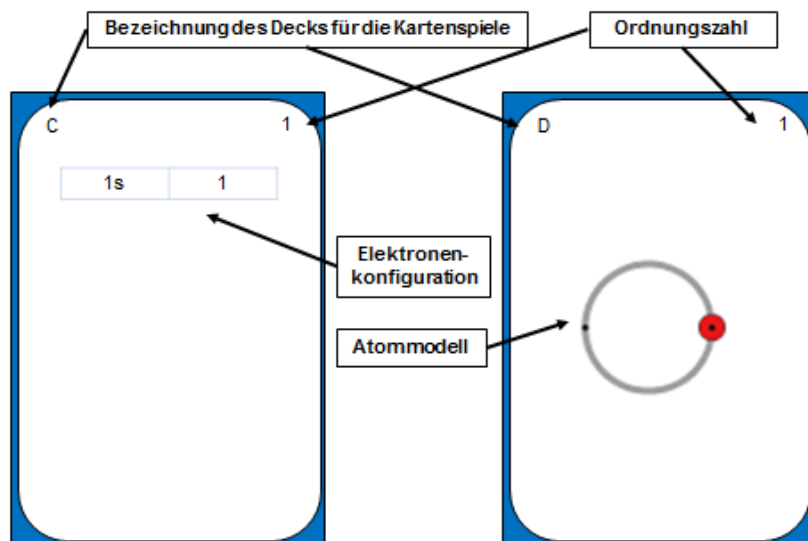 Bezeichnung des Decks für die Kartenspiele
Ordnungszahl
C 1
D 1
1s 1
Elektronen-
konfiguration
Atommodell